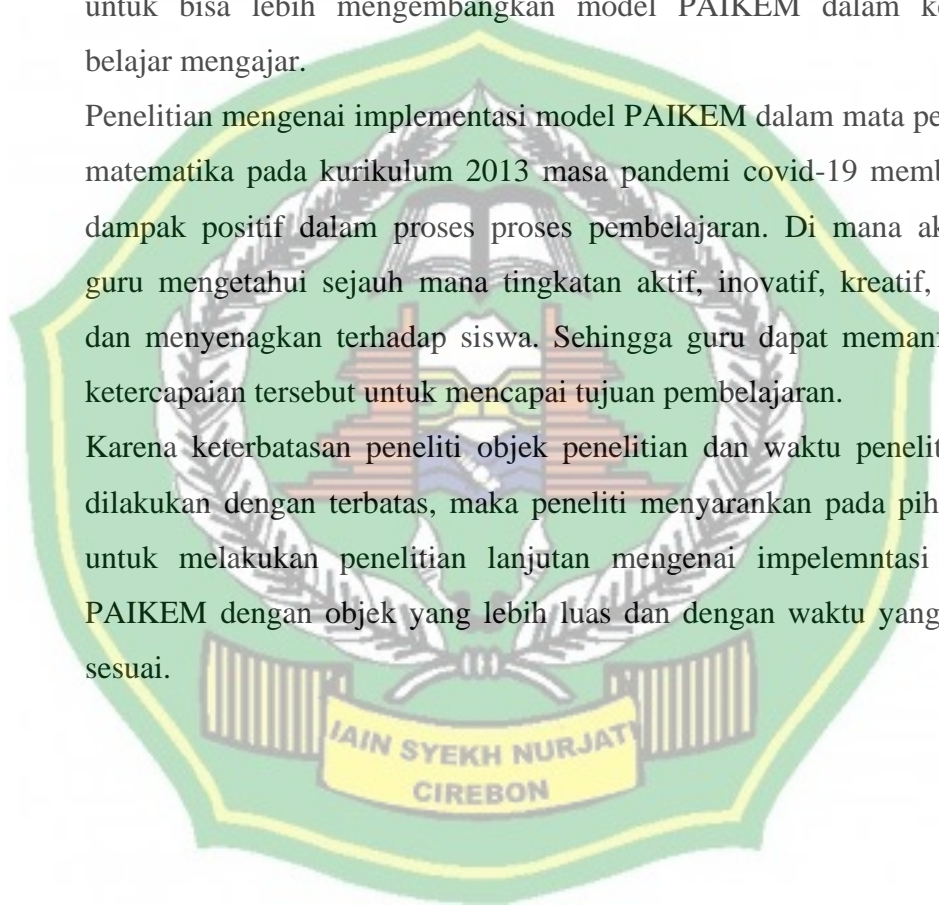 untuk bisa lebih mengembangkan model PAIKEM dalam
belajar mengajar.
Penelitian mengenai implementasi model PAIKEM dalam mata
matematika pada kurikulum 2013 masa pandemi covid-19
dampak positif dalam proses proses pembelajaran. Di mana
guru mengetahui sejauh mana tingkatan aktif, inovatif, kreatif,
dan menyenagkan terhadap siswa. Sehingga guru dapat
ketercapaian tersebut untuk mencapai tujuan pembelajaran.
Karena keterbatasan peneliti objek penelitian dan waktu
dilakukan dengan terbatas, maka peneliti menyarankan pada
untuk melakukan penelitian lanjutan mengenai impelemntasi
PAIKEM dengan objek yang lebih luas dan dengan waktu yang
sesuai.
IAIN SYEKH NURJATI
CIREBON